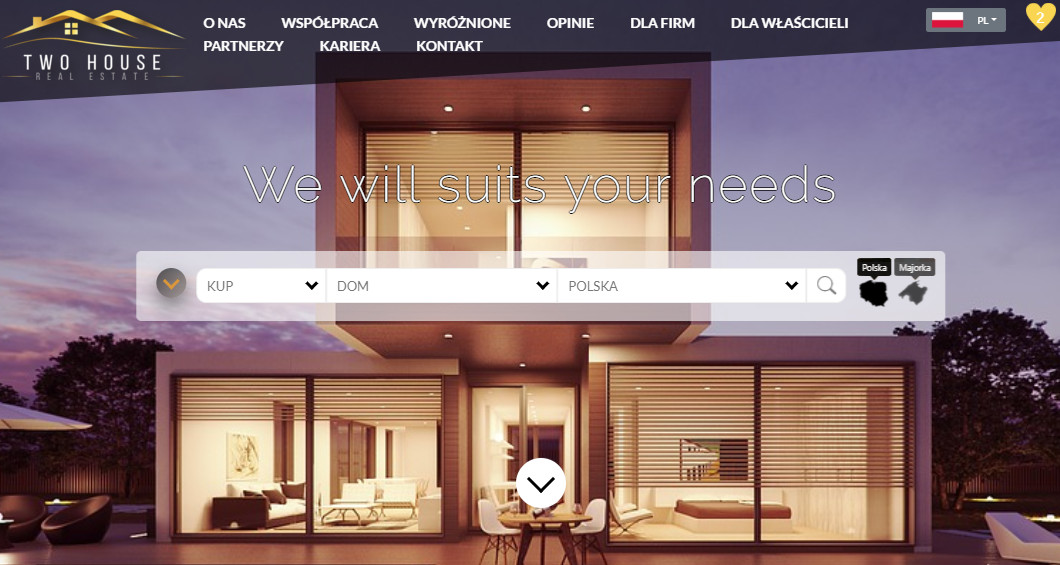 O NAS WSPÓŁPRACA WYRÓŻNIONE OPINIE DLA FIRM DLA WŁAŚCICIELI
PARTNERZY KARIERA KONTAKT
PL
2
TWO HOUSE
REAL ESTATE
We will suits your needs
KUP DOM POLSKA
Polska Majorka